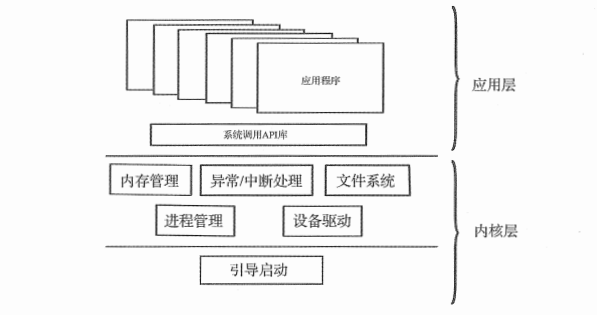 应用程序
应用层
系统调用API库
内存管理
异常/中断处理
文件系统
进程管理
设备驱动
内核层
引导启动